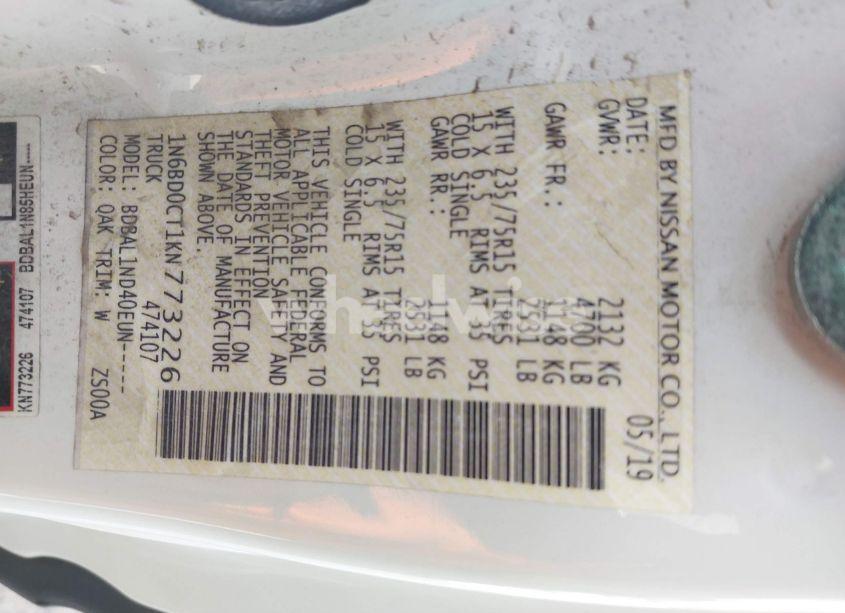 MFD BY NISSAN MOTOR CO., LTD.
DATE: 05/19
GVWR: 2132 KG
4700 LB
GAWR FR.: 1148 KG
2531 LB
WITH 235/75R15 TIRES
15 X 6.5 RIMS AT 35 PSI
COLD SINGLE
GAWR RR.: 1148 KG
2531 LB
WITH 235/75R15 TIRES
15 X 6.5 RIMS AT 35 PSI
COLD SINGLE
THIS VEHICLE CONFORMS TO
ALL APPLICABLE FEDERAL
MOTOR VEHICLE SAFETY AND
THEFT PREVENTION
STANDARDS IN EFFECT ON
THE DATE OF MANUFACTURE
SHOWN ABOVE.
1N6BD0CT1KN773226
TRUCK 474107
MODEL: BDBAL1ND40EUN-----
COLOR: QAK TRIM: W Z500A
KN773226 474107 BDBAL1N85HEUN-----